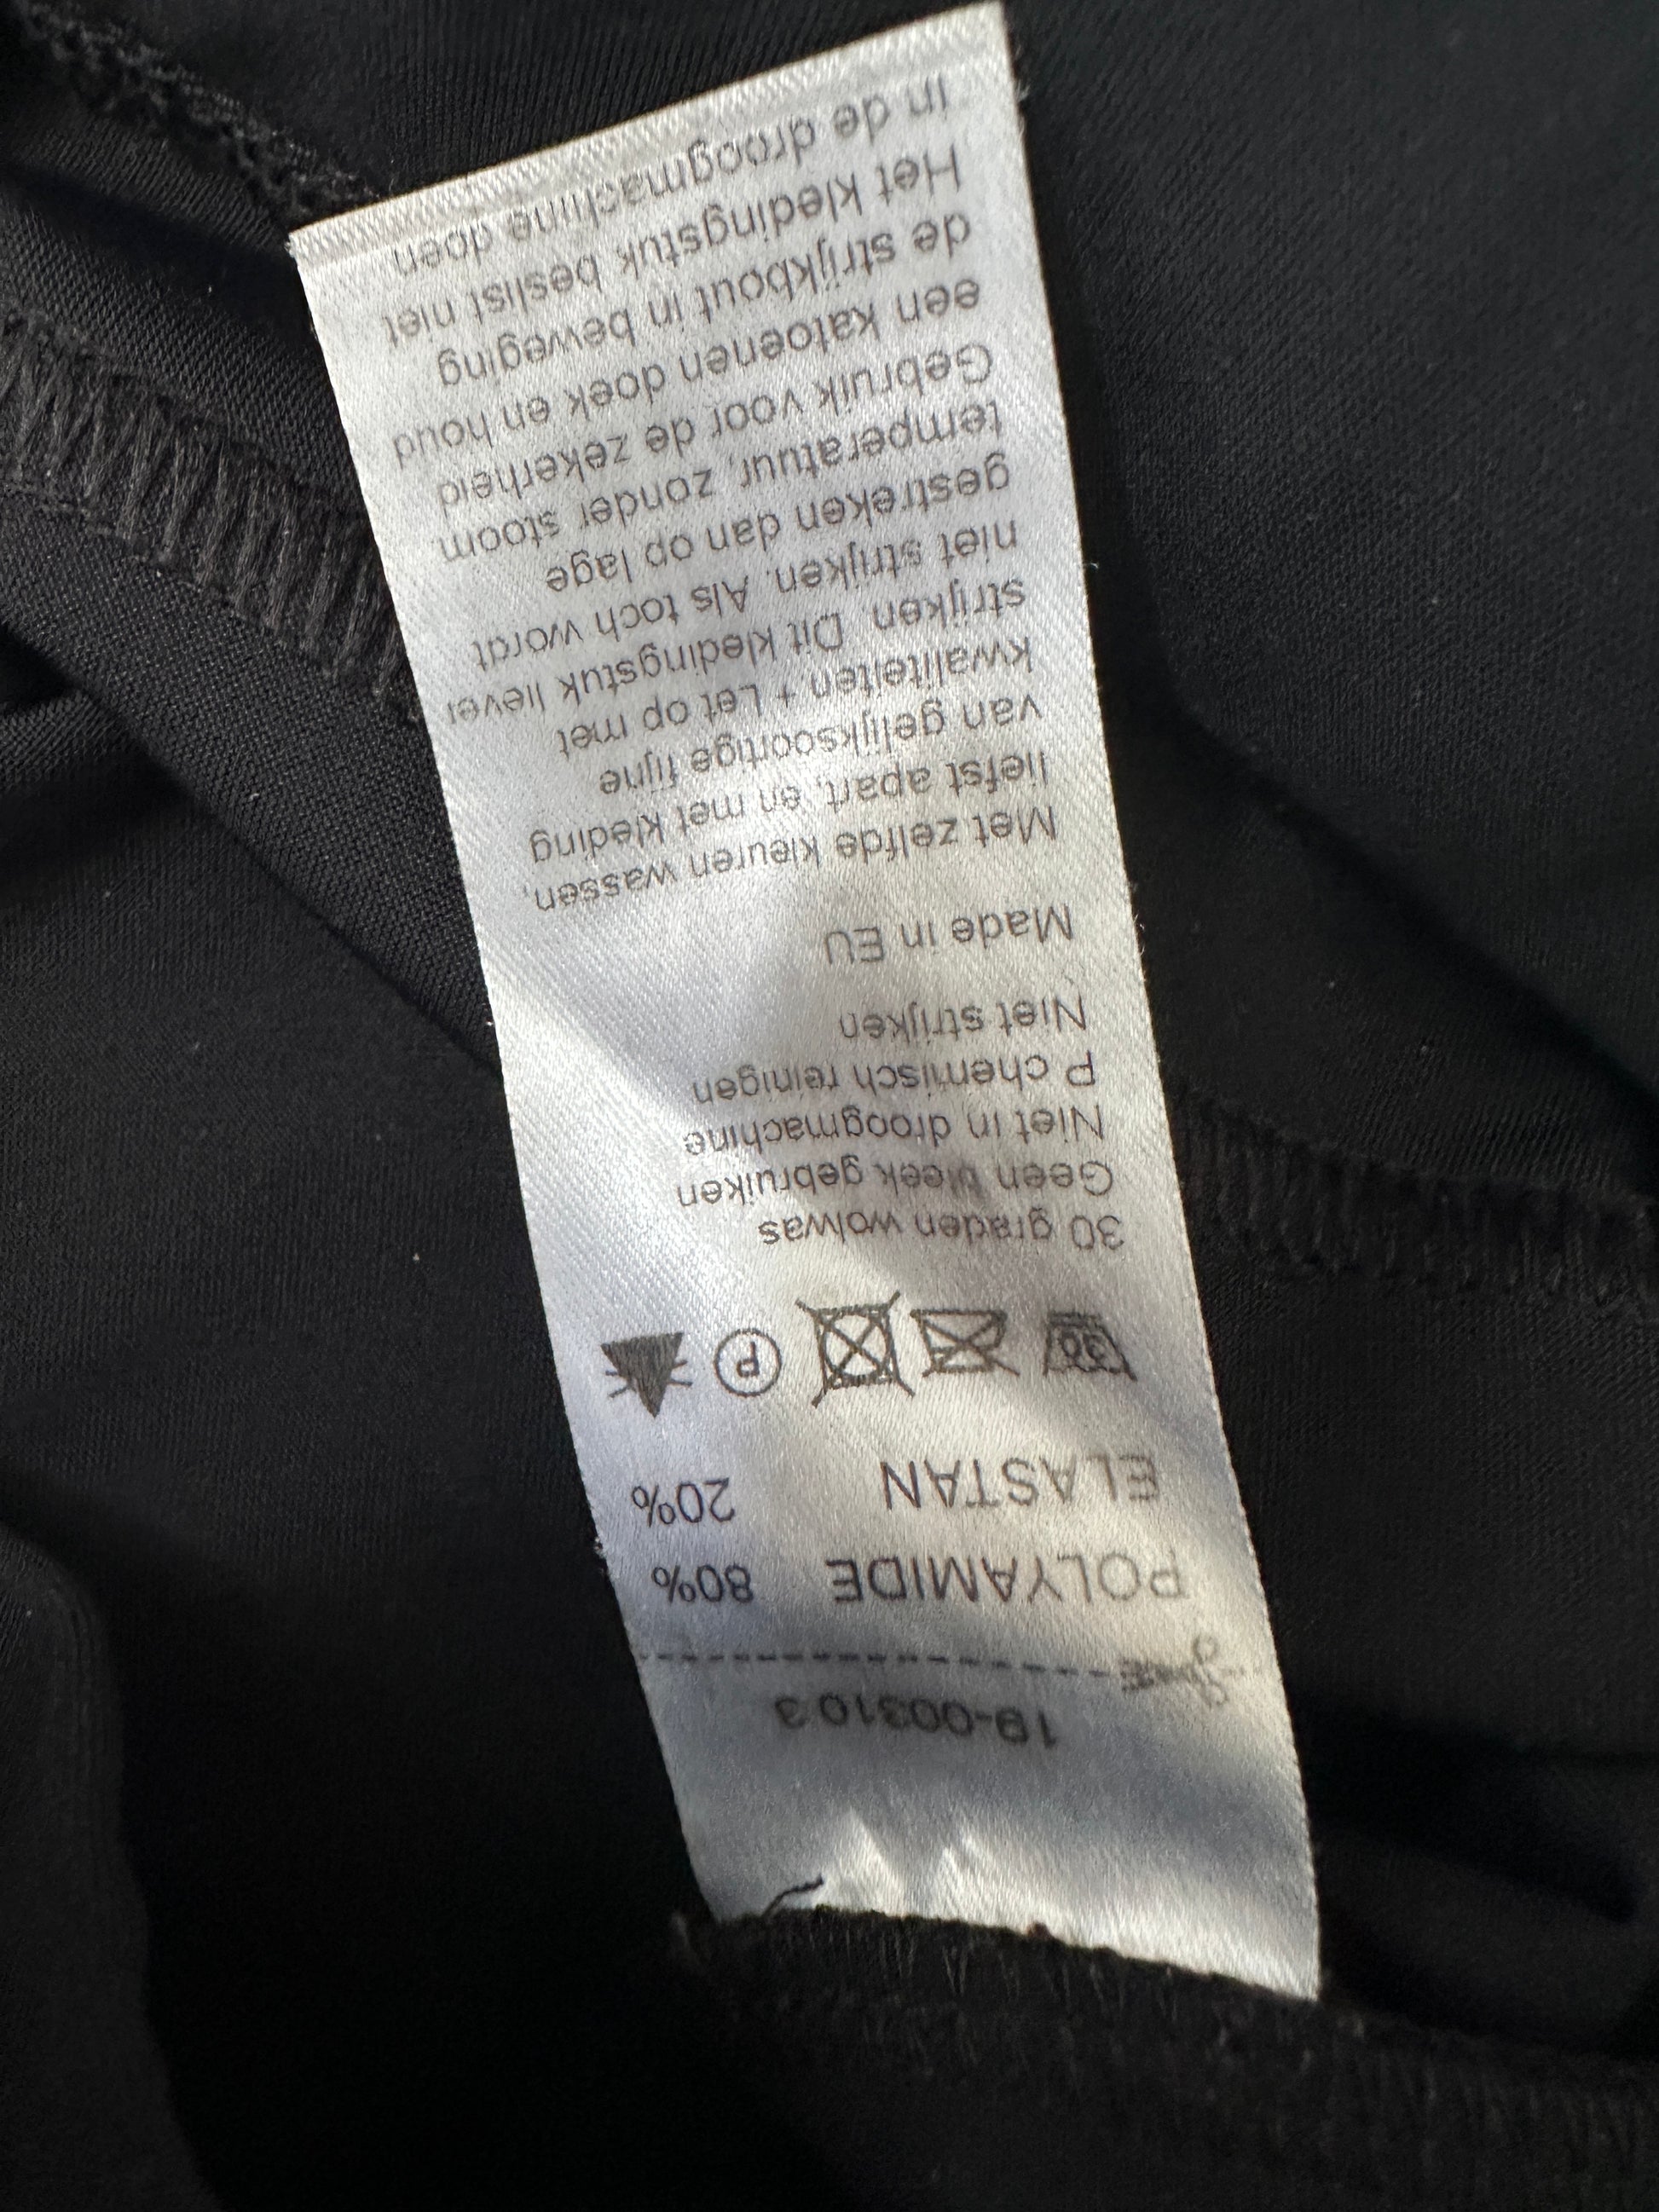 19-00310 3
POLYAMIDE 80%
ELASTAN 20%
30 P
30 graden wolwas
Geen bleek gebruiken
Niet in droogmachine
P chemisch reinigen
Niet strijken
Made in EU
Met zelfde kleuren wassen,
liefst apart, en met kleding
van gelijksoortige fijne
kwaliteiten + Let op met
strijken. Dit kledingstuk liever
niet strijken. Als toch wordt
gestreken dan op lage
temperatuur, zonder stoom.
Gebruik voor de zekerheid
een katoenen doek en houd
de strijkbout in beweging
Het kledingstuk beslist niet
in de droogmachine doen